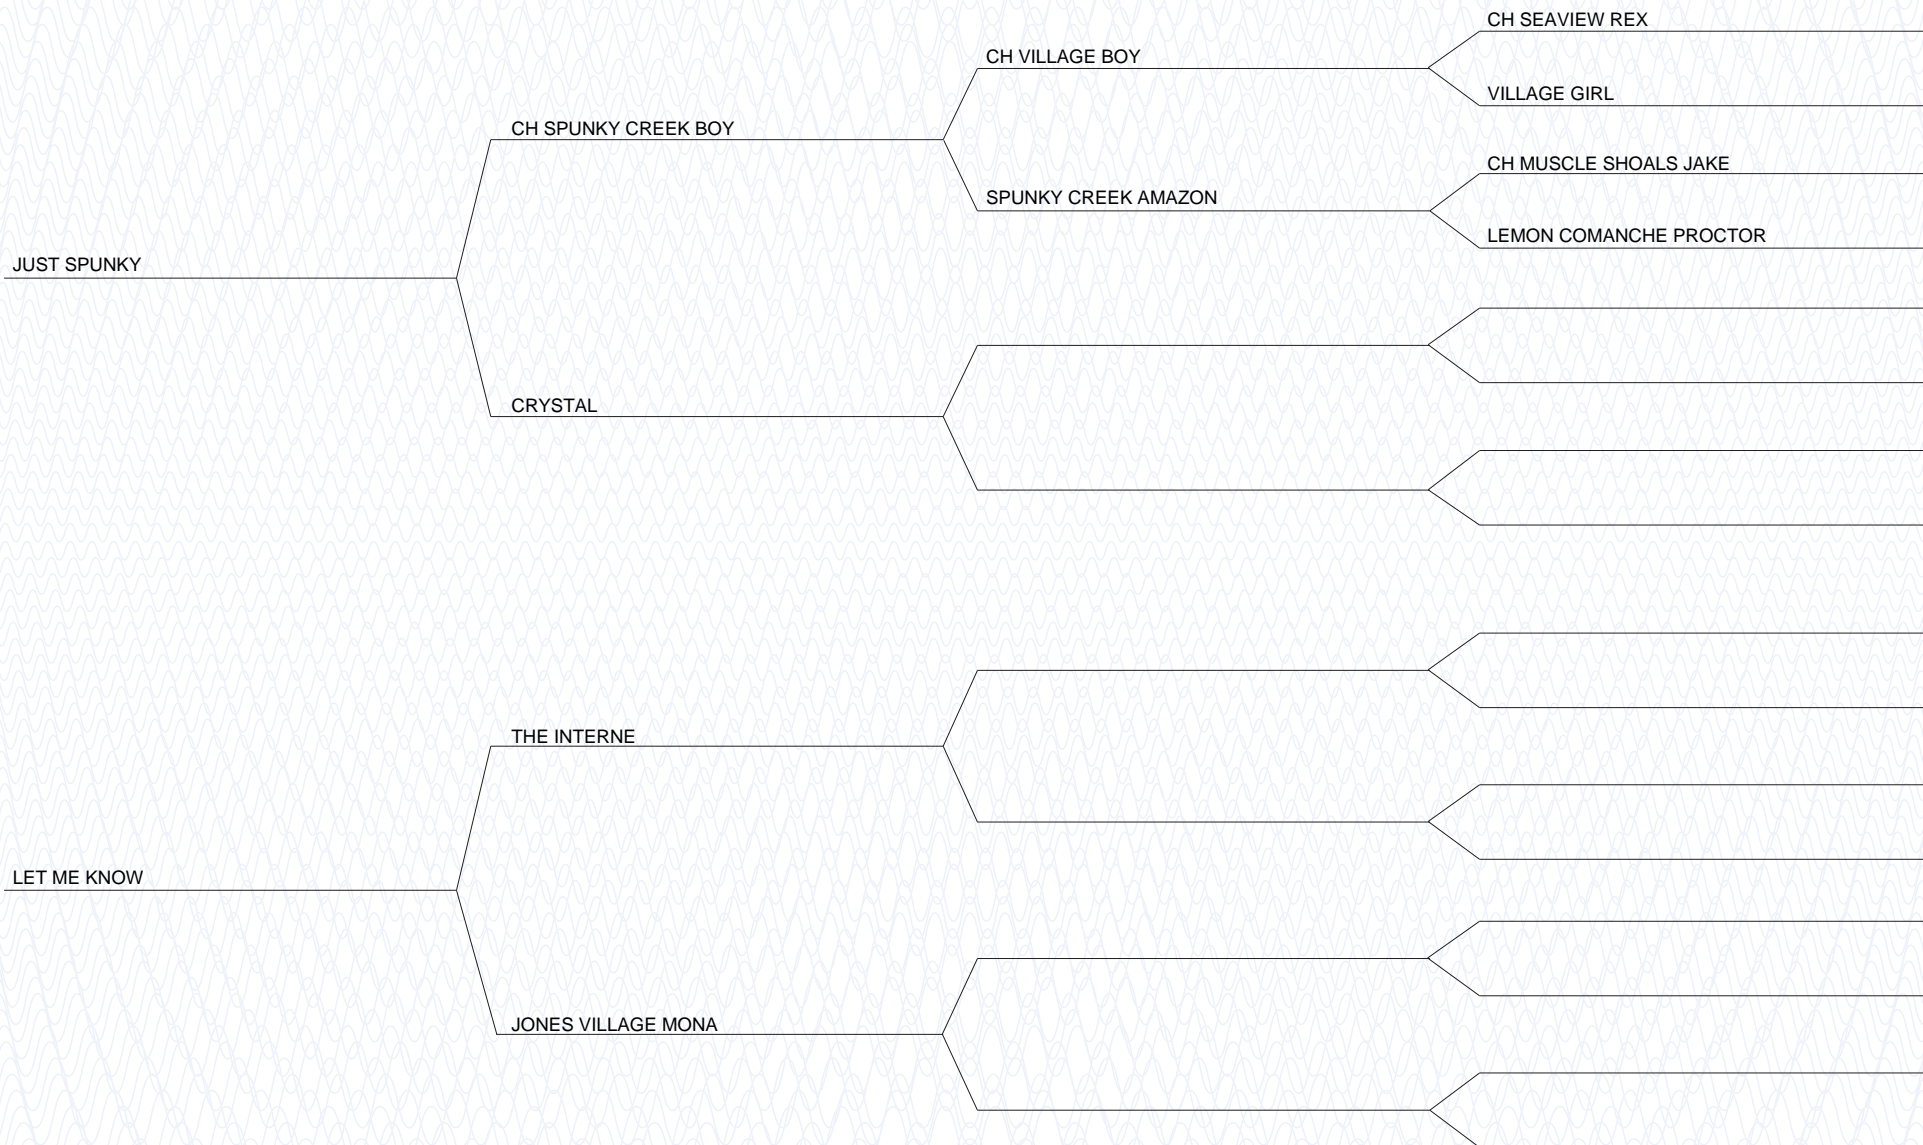 CH SEAVIEW REX
CH VILLAGE BOY
VILLAGE GIRL
CH SPUNKY CREEK BOY
CH MUSCLE SHOALS JAKE
SPUNKY CREEK AMAZON
LEMON COMANCHE PROCTOR
JUST SPUNKY
CRYSTAL
THE INTERNE
LET ME KNOW
JONES VILLAGE MONA